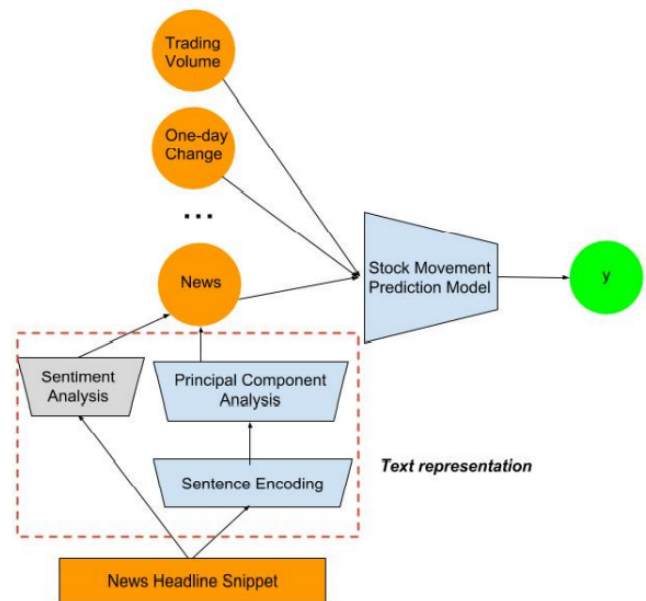 Trading
Volume
One-day
Change
...
News
Stock Movement
Prediction Model
y
Sentiment
Analysis
Principal Component
Analysis
Sentence Encoding
Text representation
News Headline Snippet